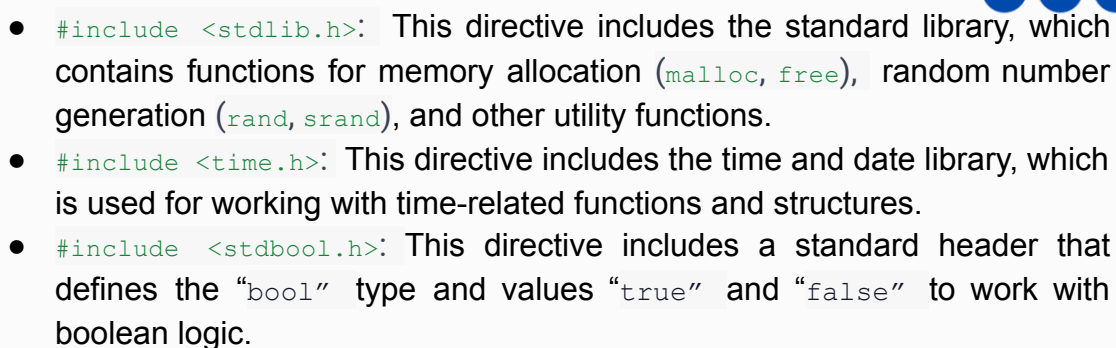 ● #include <stdlib.h>: This directive includes the standard library, which
contains functions for memory allocation (malloc, free), random number
generation (rand, srand), and other utility functions.
● #include <time.h>: This directive includes the time and date library, which
is used for working with time-related functions and structures.
● #include <stdbool.h>: This directive includes a standard header that
defines the “bool” type and values “true” and “false” to work with
boolean logic.